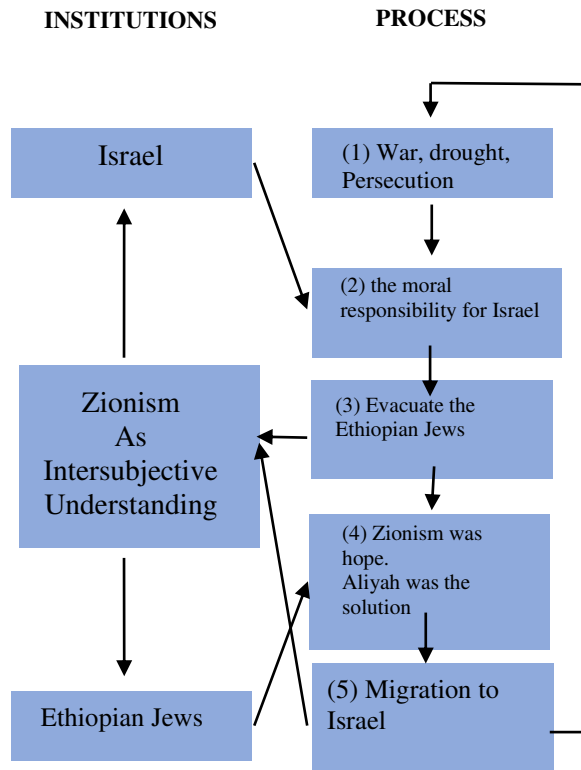 INSTITUTIONS
PROCESS
Israel
(1) War, drought,
Persecution
(2) the moral
responsibility for Israel
Zionism
As
Intersubjective
Understanding
(3) Evacuate the
Ethiopian Jews
(4) Zionism was
hope.
Aliyah was the
solution
Ethiopian Jews
(5) Migration to
Israel